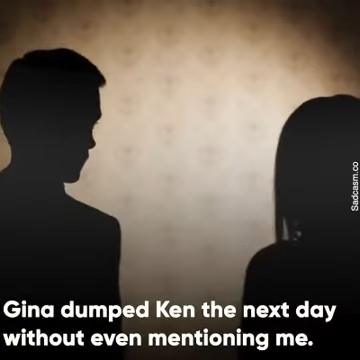 Sadcasm.co
Gina dumped Ken the next day
without even mentioning me.